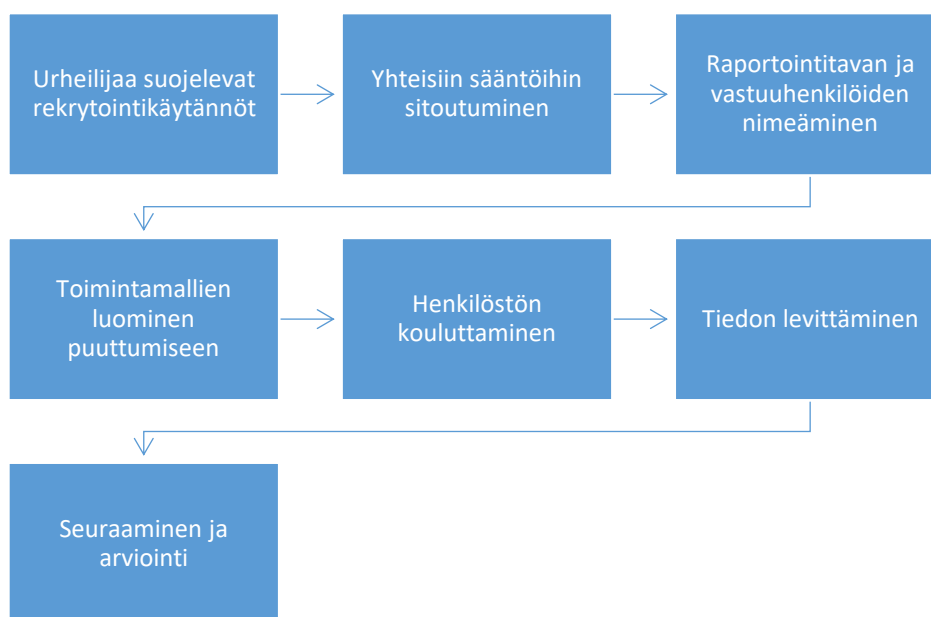 Urheilijaa suojelevat
rekrytointikäytännöt
Yhteisiin sääntöihin
sitoutuminen
Raportointitavan ja
vastuuhenkilöiden
nimeäminen
Toimintamallien
luominen
puuttumiseen
Henkilöstön
kouluttaminen
Tiedon levittäminen
Seuraaminen ja
arviointi